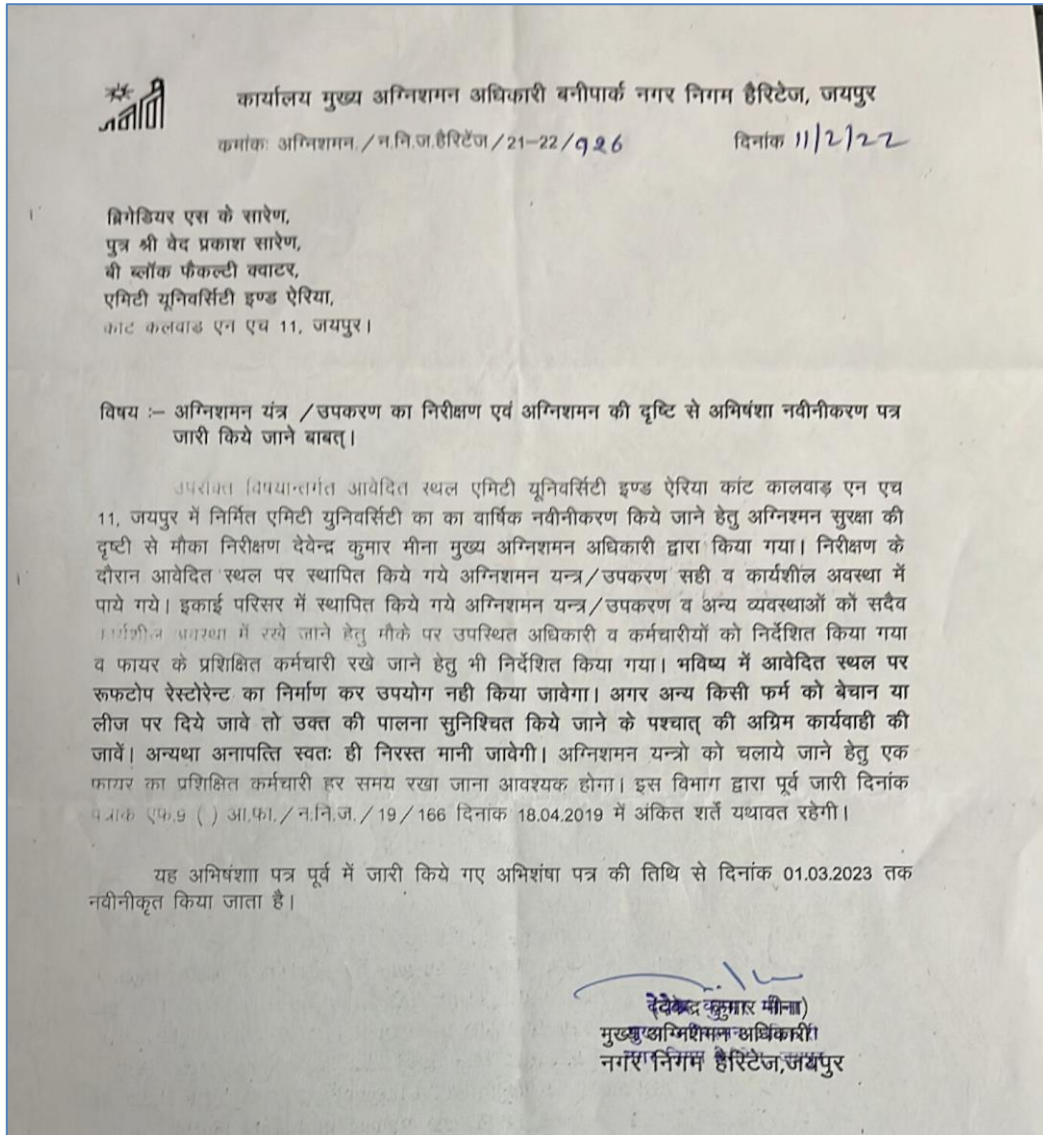 कार्यालय मुख्य अग्निशमन अधिकारी बनीपार्क नगर निगम हैरिटेज, जयपुर
कमांकः अग्निशमन./न.नि.ज.हैरिटेज/21-22/926
दिनांक 11/2/22
ब्रिगेडियर एस के सारेण,
पुत्र श्री वेद प्रकाश सारेण,
बी ब्लॉक फैकल्टी क्वाटर,
एमिटी यूनिवर्सिटी इण्ड ऐरिया,
काट कलवाड एन एच 11, जयपुर।
विषय :– अग्निशमन यंत्र /उपकरण का निरीक्षण एवं अग्निशमन की दृष्टि से अभिषंशा नवीनीकरण पत्र
जारी किये जाने बाबत्।
उपरोक्त विषयान्तर्गत आवेदित स्थल एमिटी यूनिवर्सिटी इण्ड ऐरिया कांट कालवाड़ एन एच
11, जयपुर में निर्मित एमिटी युनिवर्सिटी का का वार्षिक नवीनीकरण किये जाने हेतु अग्निश्मन सुरक्षा की
दृष्टी से मौका निरीक्षण देवेन्द्र कुमार मीना मुख्य अग्निशमन अधिकारी द्वारा किया गया। निरीक्षण के
दौरान आवेदित स्थल पर स्थापित किये गये अग्निशमन यन्त्र/उपकरण सही व कार्यशील अवस्था में
पाये गये। इकाई परिसर में स्थापित किये गये अग्निशमन यन्त्र/उपकरण व अन्य व्यवस्थाओं को सदैव
कार्यशील अवस्था में रखे जाने हेतु मौके पर उपस्थित अधिकारी व कर्मचारीयों को निर्देशित किया गया
व फायर के प्रशिक्षित कर्मचारी रखे जाने हेतु भी निर्देशित किया गया। भविष्य में आवेदित स्थल पर
रूफटोप रेस्टोरेन्ट का निर्माण कर उपयोग नही किया जावेगा। अगर अन्य किसी फर्म को बेचान या
लीज पर दिये जावे तो उक्त की पालना सुनिश्चित किये जाने के पश्चात् की अग्रिम कार्यवाही की
जावें। अन्यथा अनापत्ति स्वतः ही निरस्त मानी जावेगी। अग्निशमन यन्त्रो को चलाये जाने हेतु एक
फायर का प्रशिक्षित कर्मचारी हर समय रखा जाना आवश्यक होगा। इस विभाग द्वारा पूर्व जारी दिनांक
पत्रांक एफ.9 ( ) आ.फा./न.नि.ज./19/166 दिनांक 18.04.2019 में अंकित शर्ते यथावत रहेगी।
यह अभिषंशाा पत्र पूर्व में जारी किये गए अभिशंषा पत्र की तिथि से दिनांक 01.03.2023 तक
नवीनीकृत किया जाता है।
(देवेन्द्र कुमार मीना)
मुख्य अग्निशमन अधिकारी
नगर निगम हैरिटेज,जयपुर